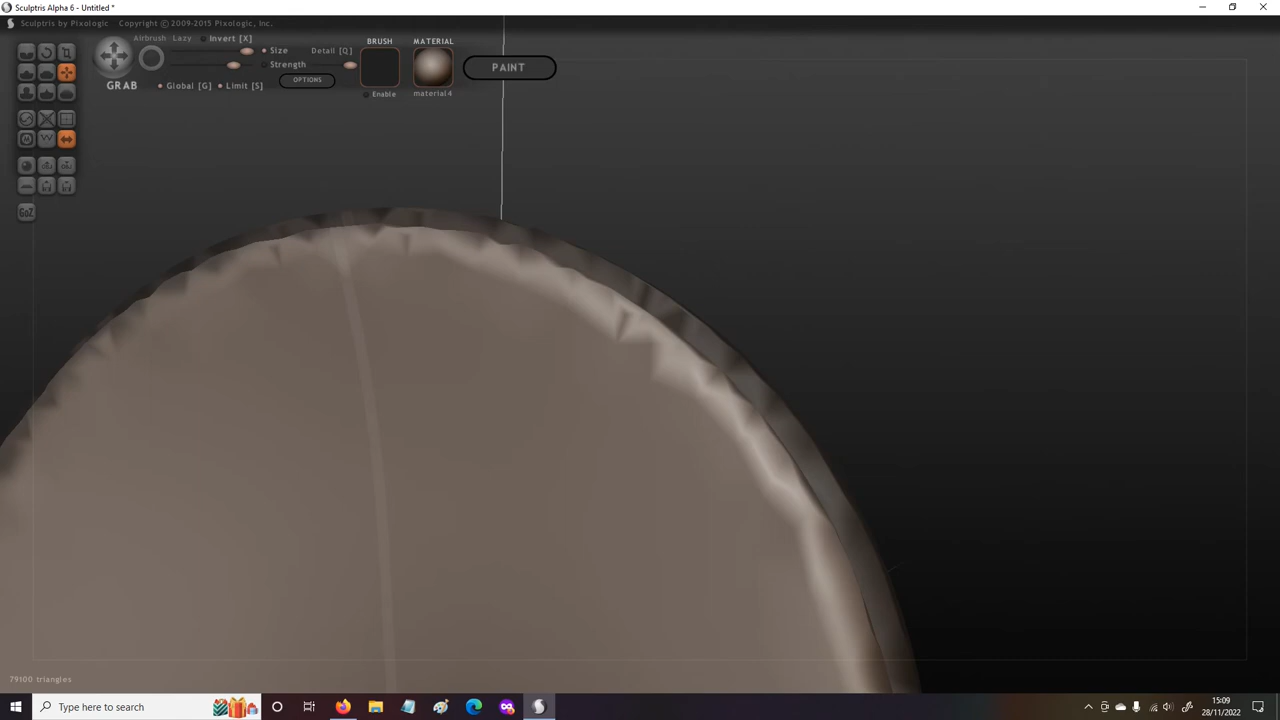 Sculptris Alpha 6 - Untitled *
Sculptris by Pixologic Copyright © 2009-2015 Pixologic, Inc.
Airbrush Lazy Invert [X]
Size Detail [Q]
Strength
OPTIONS
GRAB Global [G] Limit [S]
BRUSH
Enable
MATERIAL
material4
PAINT
OBJ OBJ
GoZ
79100 triangles
Type here to search
15:09
28/11/2022